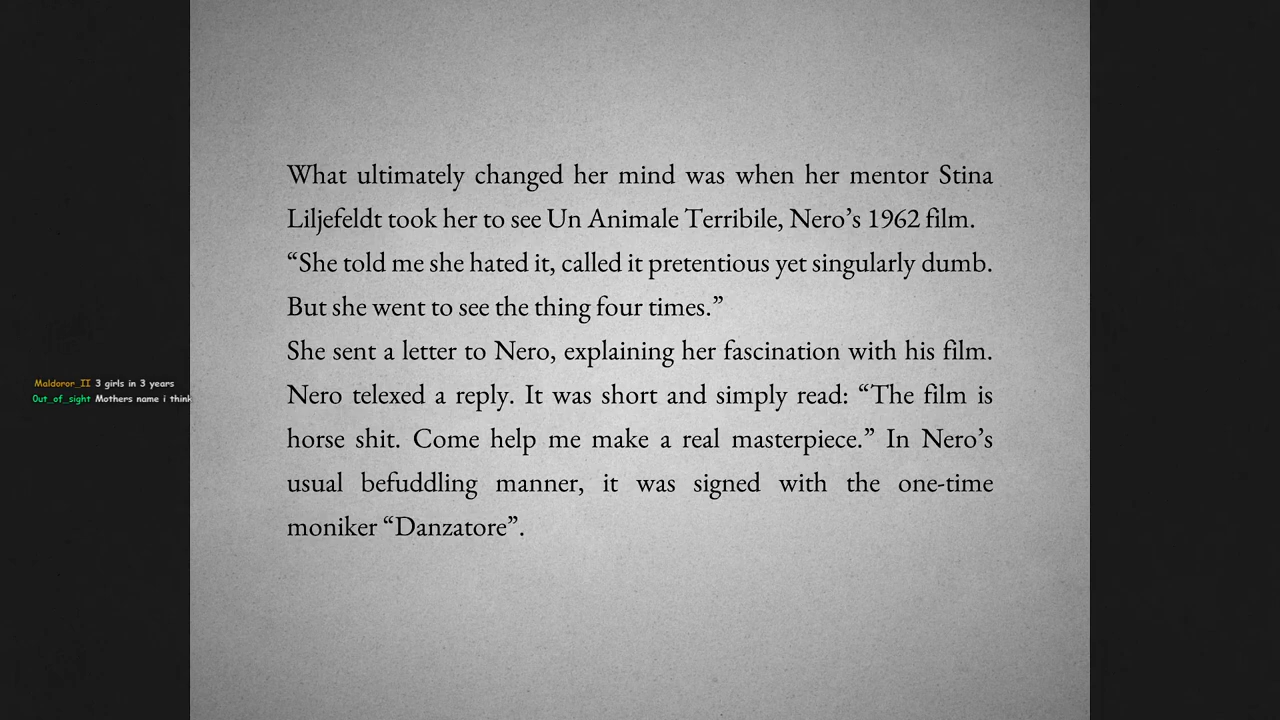 What ultimately changed her mind was when her mentor Stina
Liljefeldt took her to see Un Animale Terribile, Nero’s 1962 film.
“She told me she hated it, called it pretentious yet singularly dumb.
But she went to see the thing four times.”
She sent a letter to Nero, explaining her fascination with his film.
Nero telexed a reply. It was short and simply read: “The film is
horse shit. Come help me make a real masterpiece.” In Nero’s
usual befuddling manner, it was signed with the one-time
moniker “Danzatore”.
Maldoror_II 3 girls in 3 years
Out_of_sight Mothers name i think